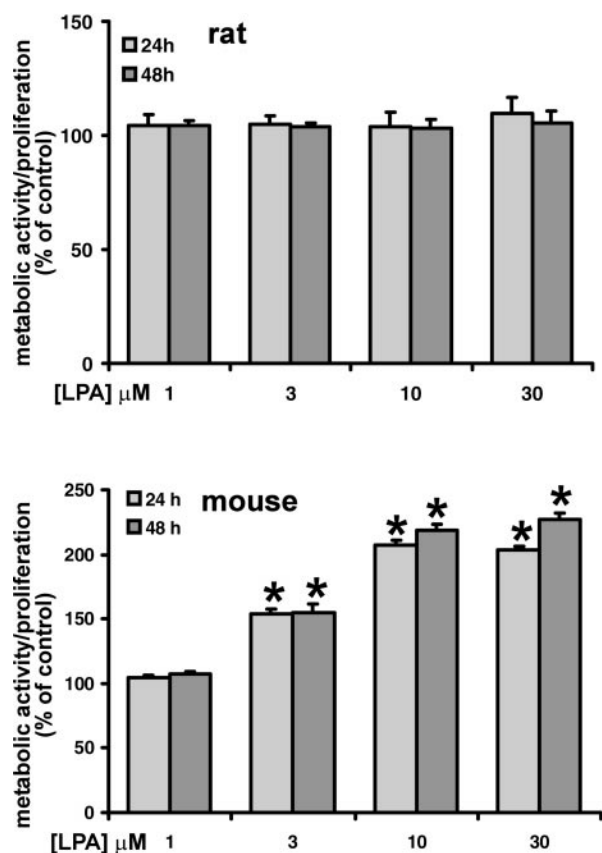 rat
24h
48h
metabolic activity/proliferation
(% of control)
150
100
50
0
[LPA] μM 1 3 10 30
mouse
24 h
48 h
metabolic activity/proliferation
(% of control)
250
200
150
100
50
0
* * * * * *
[LPA] μM 1 3 10 30